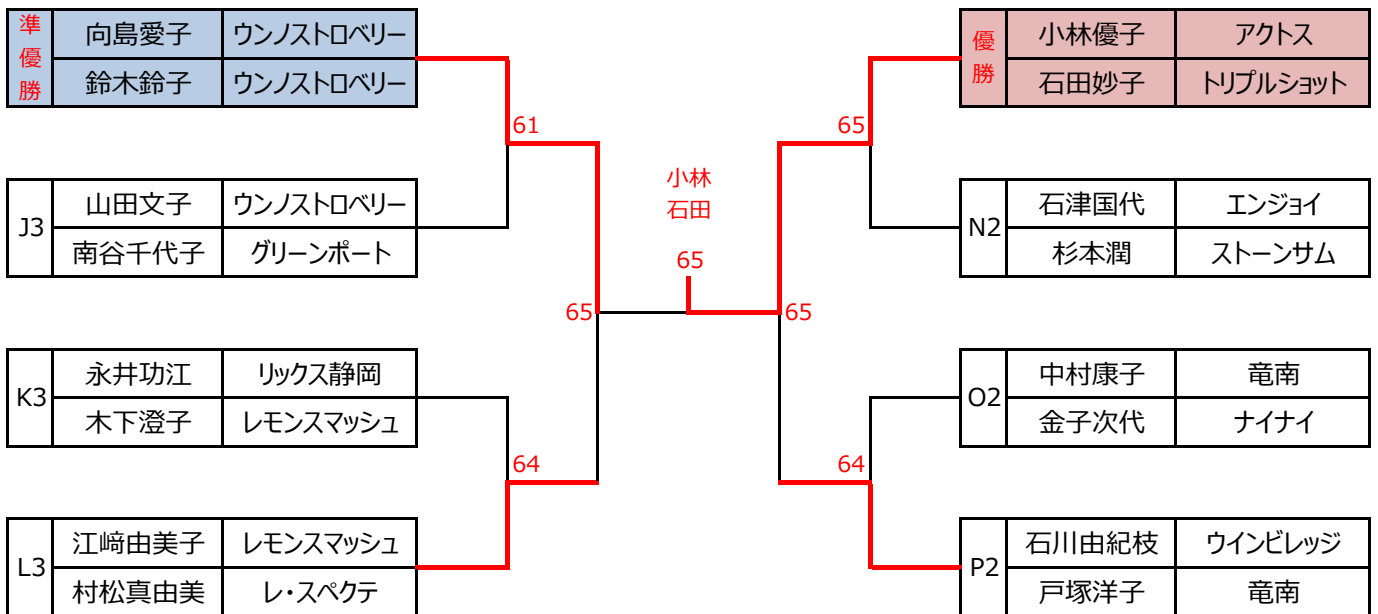 準優勝 向島愛子 ウンノストロベリー
鈴木鈴子 ウンノストロベリー
61
J3 山田文子 ウンノストロベリー
南谷千代子 グリーンポート
65
K3 永井功江 リックス静岡
木下澄子 レモンスマッシュ
64
L3 江﨑由美子 レモンスマッシュ
村松真由美 レ・スペクテ
小林
石田
65
優勝 小林優子 アクトス
石田妙子 トリプルショット
65
N2 石津国代 エンジョイ
杉本潤 ストーンサム
65
O2 中村康子 竜南
金子次代 ナイナイ
64
P2 石川由紀枝 ウインビレッジ
戸塚洋子 竜南